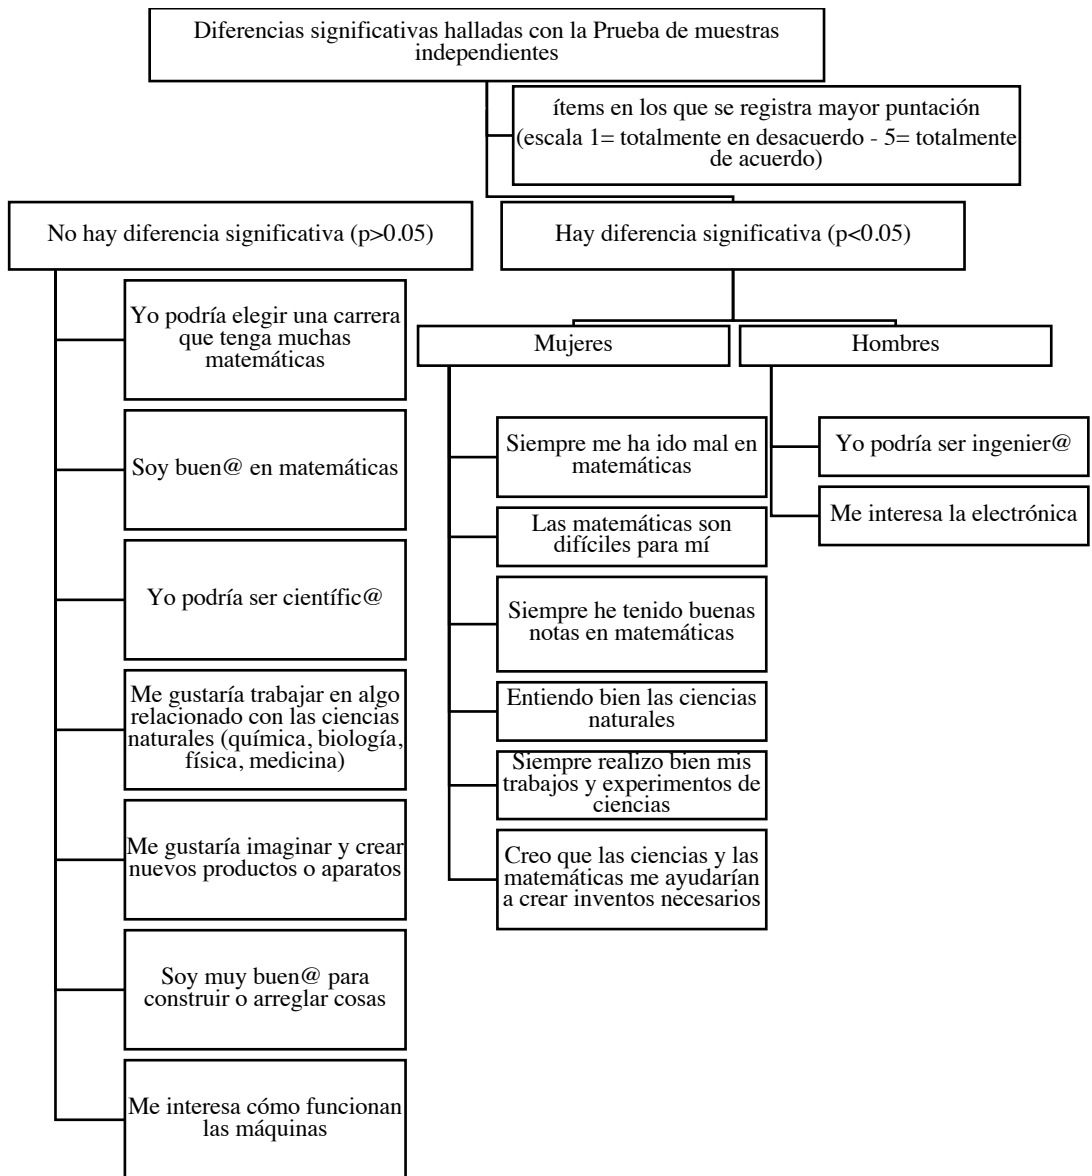 Diferencias significativas halladas con la Prueba de muestras
independientes
ítems en los que se registra mayor puntación
(escala 1= totalmente en desacuerdo - 5= totalmente
de acuerdo)
No hay diferencia significativa (p>0.05)
Yo podría elegir una carrera
que tenga muchas
matemáticas
Soy buen@ en matemáticas
Yo podría ser científic@
Me gustaría trabajar en algo
relacionado con las ciencias
naturales (química, biología,
física, medicina)
Me gustaría imaginar y crear
nuevos productos o aparatos
Soy muy buen@ para
construir o arreglar cosas
Me interesa cómo funcionan
las máquinas
Hay diferencia significativa (p<0.05)
Mujeres
Siempre me ha ido mal en
matemáticas
Las matemáticas son
difíciles para mí
Siempre he tenido buenas
notas en matemáticas
Entiendo bien las ciencias
naturales
Siempre realizo bien mis
trabajos y experimentos de
ciencias
Creo que las ciencias y las
matemáticas me ayudarían
a crear inventos necesarios
Hombres
Yo podría ser ingenier@
Me interesa la electrónica